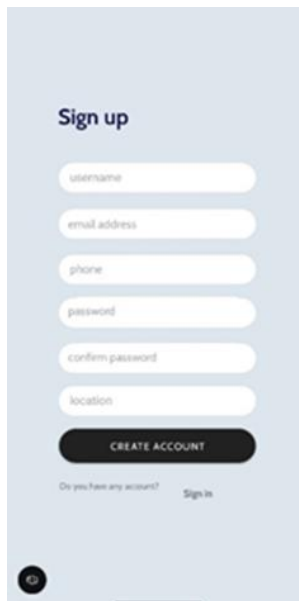 Sign up
username
email address
phone
password
confirm password
location
CREATE ACCOUNT
Do you have any account?
Sign in